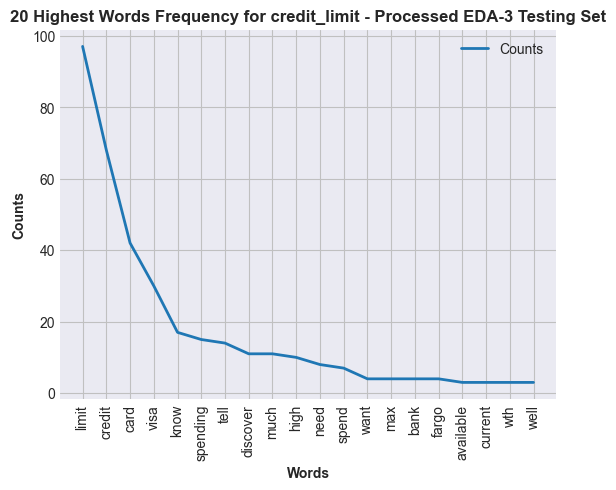 20 Highest Words Frequency for credit_limit - Processed EDA-3 Testing Set
100
80
60
40
20
0
Counts
Counts
limit
credit
card
visa
know
spending
tell
discover
much
high
need
spend
want
max
bank
fargo
available
current
wth
well
Words